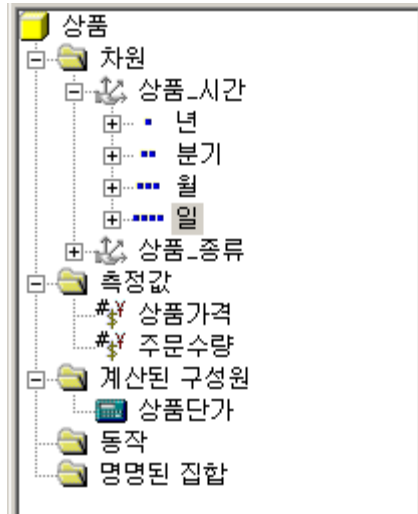 상품
차원
상품_시간
년
분기
월
일
상품_종류
측정값
상품가격
주문수량
계산된 구성원
상품단가
동작
명명된 집합